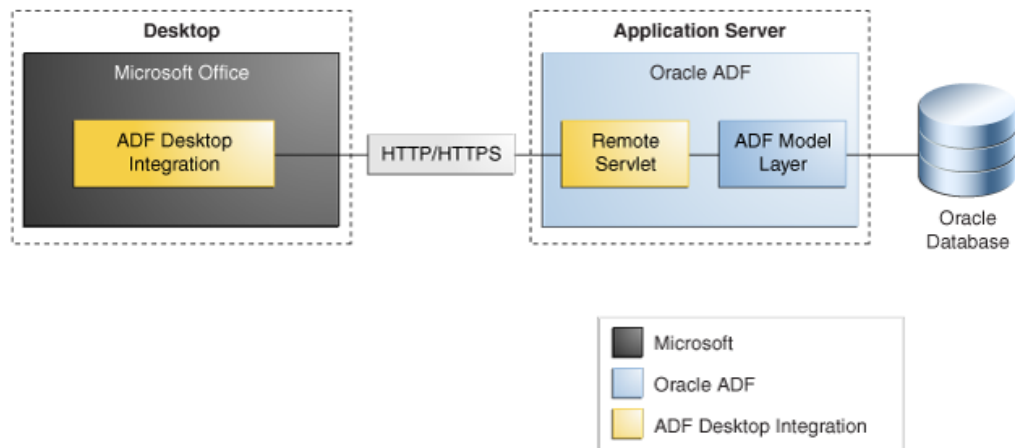 Desktop
Microsoft Office
ADF Desktop
Integration
HTTP/HTTPS
Application Server
Oracle ADF
Remote
Servlet
ADF Model
Layer
Oracle
Database
Microsoft
Oracle ADF
ADF Desktop Integration